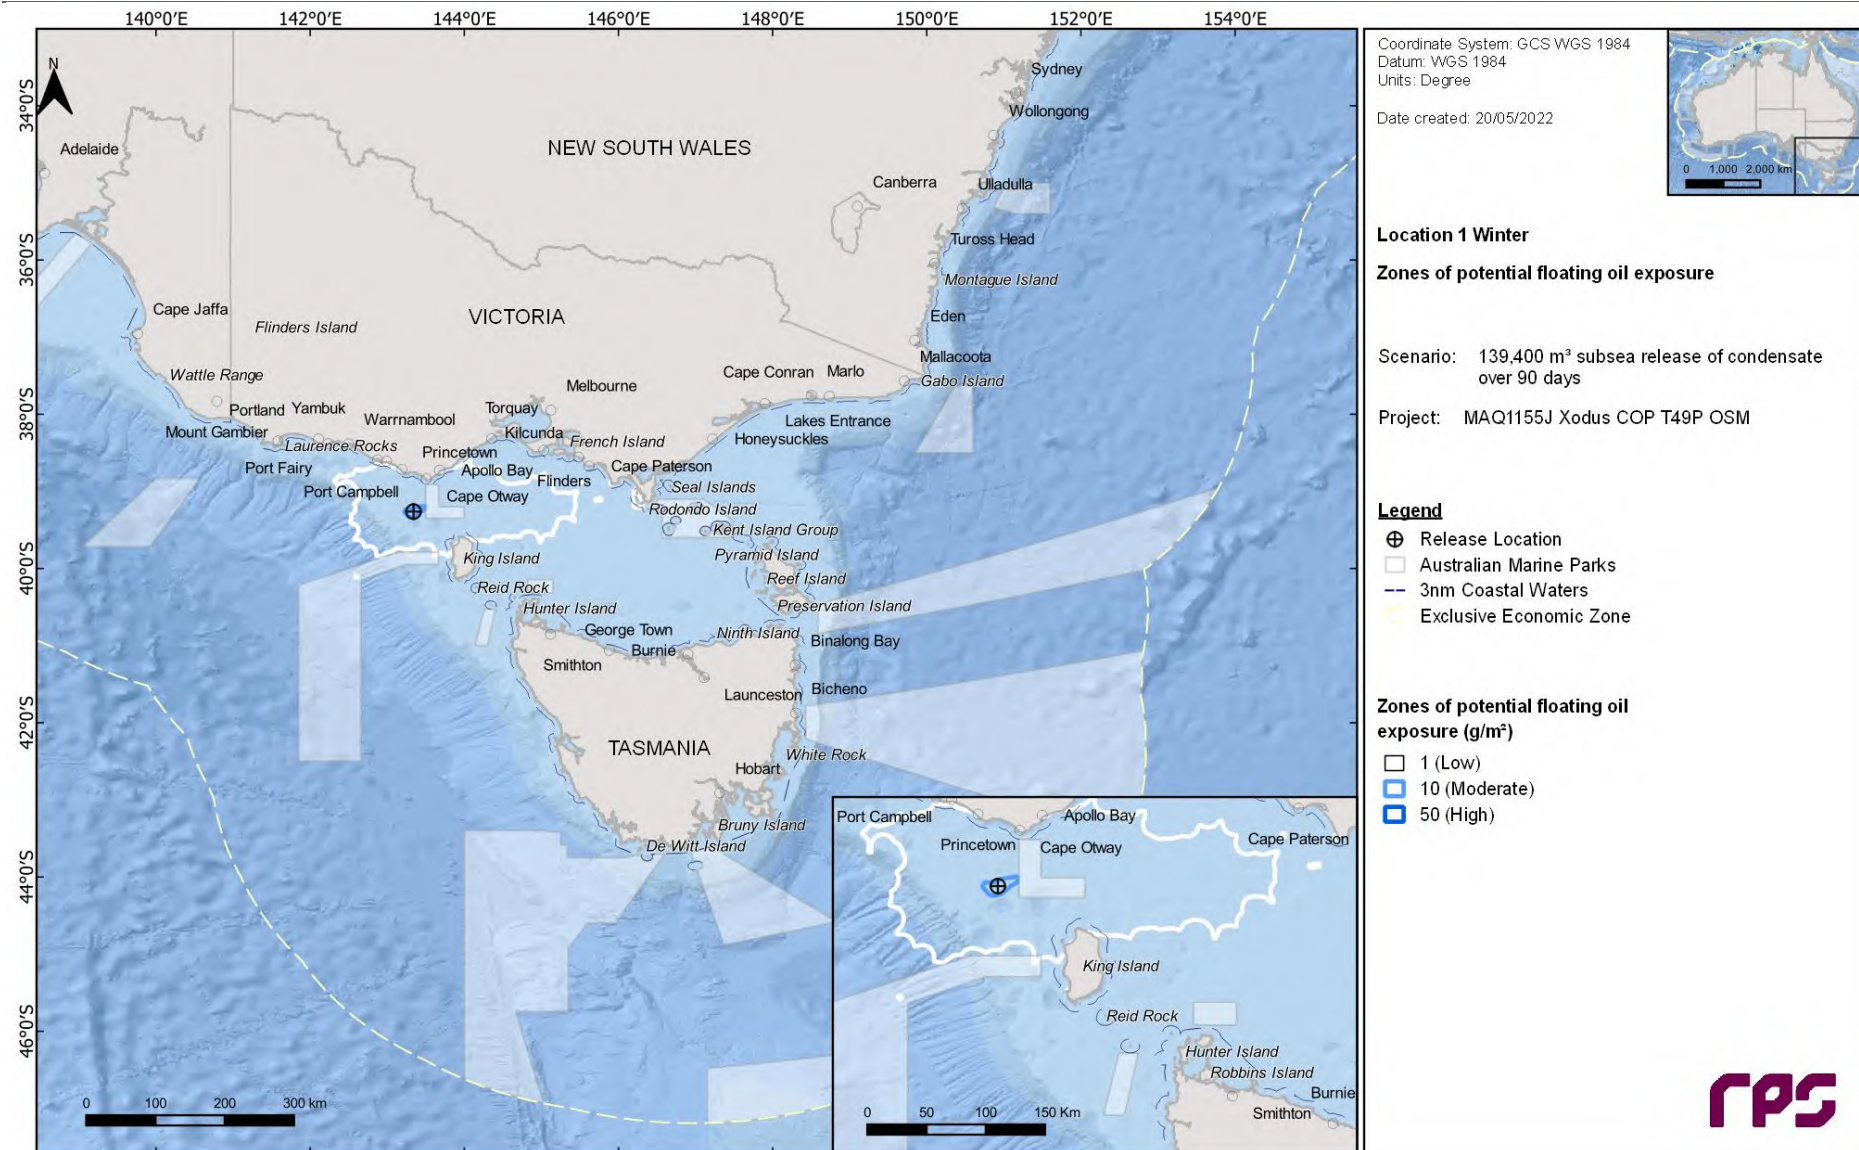 140°0'E 142°0'E 144°0'E 146°0'E 148°0'E 150°0'E 152°0'E 154°0'E
34°0'S
36°0'S
38°0'S
40°0'S
42°0'S
44°0'S
46°0'S
N
Sydney
Wollongong
NEW SOUTH WALES
Adelaide
Canberra
Ulladulla
Tuross Head
Montague Island
Cape Jaffa
Flinders Island
VICTORIA
Eden
Mallacoota
Wattle Range
Melbourne
Cape Conran
Marlo
Gabo Island
Portland
Yambuk
Warrnambool
Torquay
Lakes Entrance
Mount Gambier
Laurence Rocks
Kilcunda
French Island
Honeysuckles
Port Fairy
Princetown
Apollo Bay
Flinders
Cape Paterson
Port Campbell
Cape Otway
Seal Islands
Rodondo Island
Kent Island Group
King Island
Pyramid Island
Reid Rock
Reef Island
Hunter Island
Preservation Island
George Town
Ninth Island
Binalong Bay
Burnie
Smithton
Launceston
Bicheno
TASMANIA
White Rock
Hobart
Bruny Island
De Witt Island
0 100 200 300 km
Port Campbell
Apollo Bay
Princetown
Cape Otway
Cape Paterson
King Island
Reid Rock
Hunter Island
Robbins Island
Burnie
Smithton
0 50 100 150 Km
Coordinate System: GCS WGS 1984
Datum: WGS 1984
Units: Degree
Date created: 20/05/2022
0 1,000 2,000 km
Location 1 Winter
Zones of potential floating oil exposure
Scenario: 139,400 m³ subsea release of condensate
over 90 days
Project: MAQ1155J Xodus COP T49P OSM
Legend
Release Location
Australian Marine Parks
3nm Coastal Waters
Exclusive Economic Zone
Zones of potential floating oil
exposure (g/m²)
1 (Low)
10 (Moderate)
50 (High)
rps